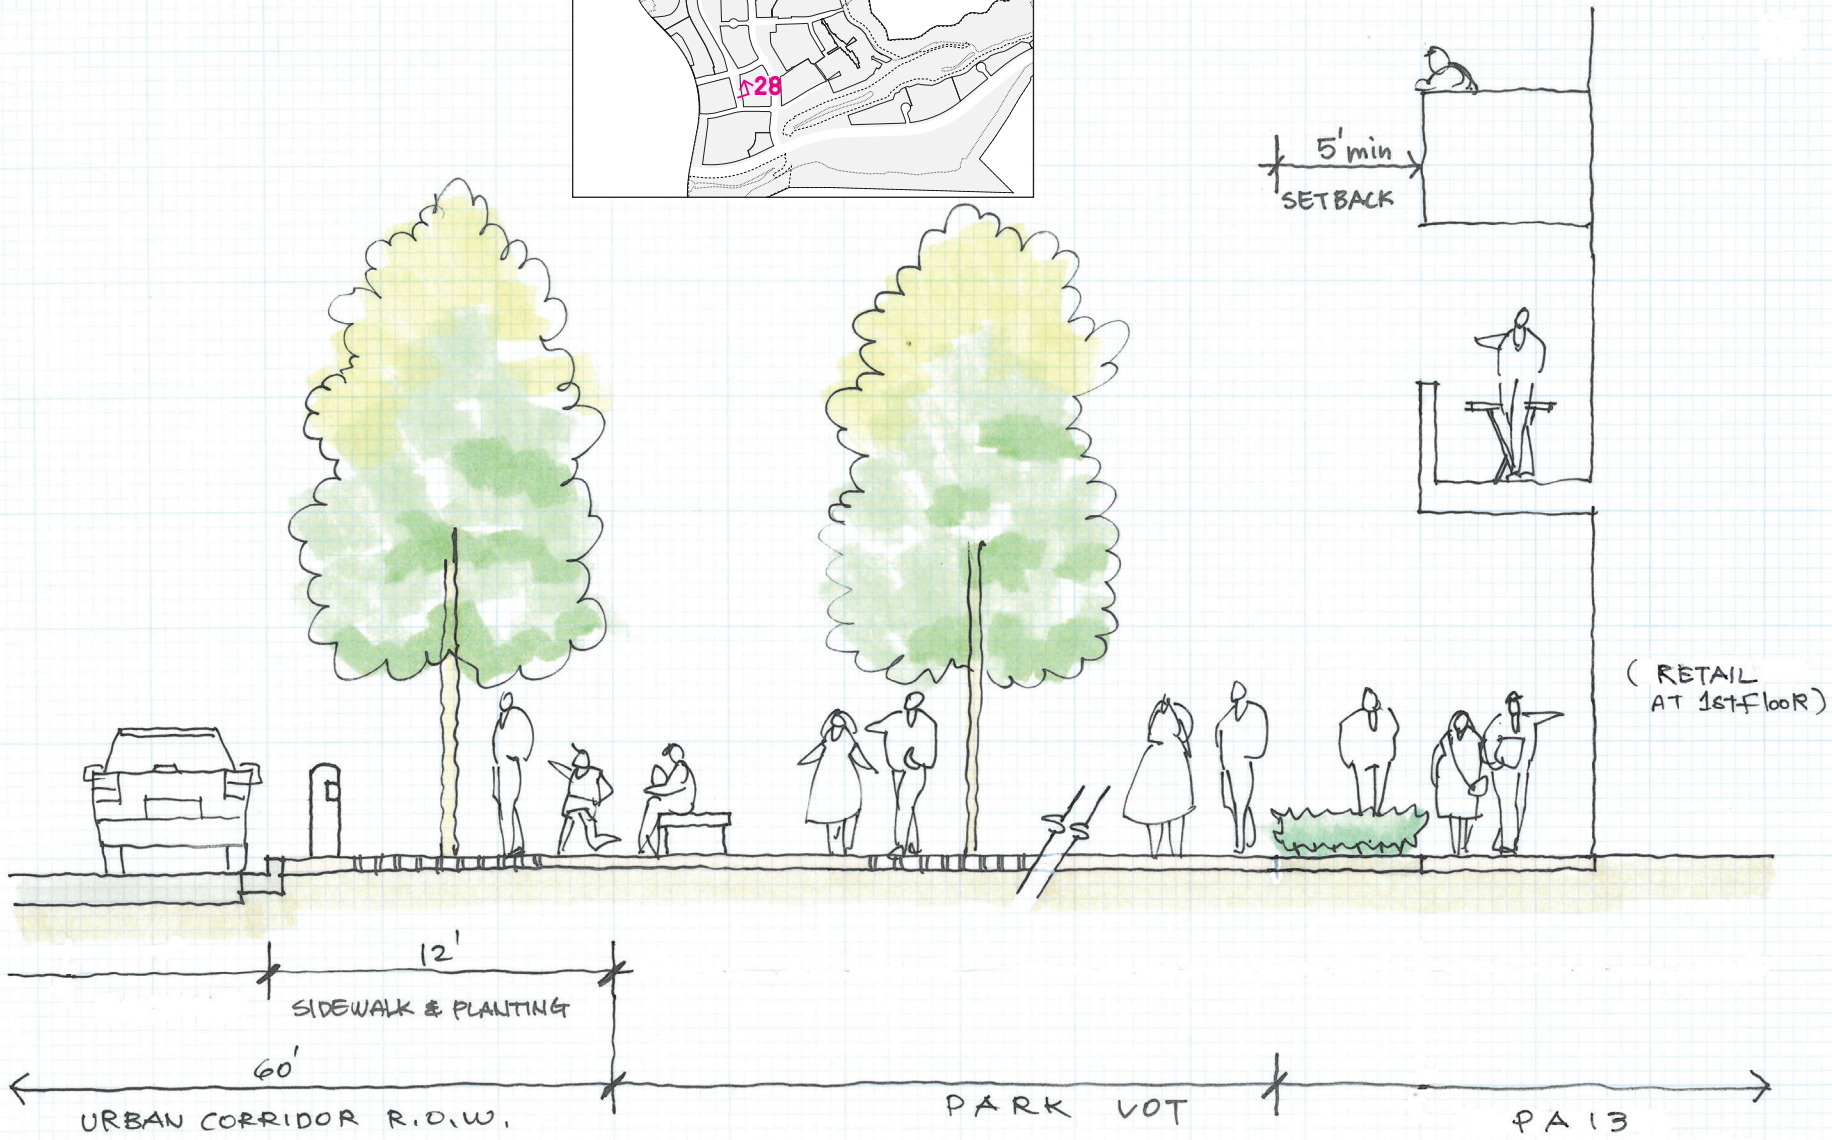 28
5' min
SETBACK
( RETAIL
AT 1st FlooR)
12'
SIDEWALK & PLANTING
60'
URBAN CORRIDOR R.O.W.
PARK VOT
PA 13